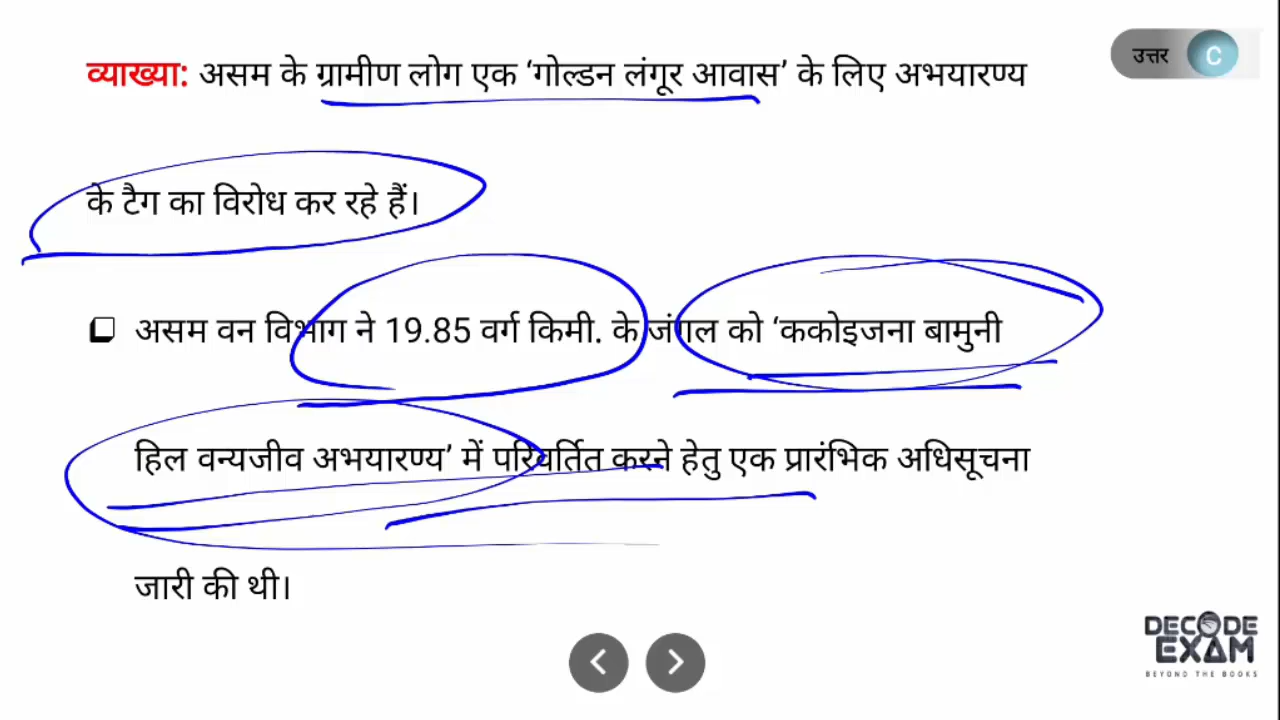 उत्तर C
व्याख्या: असम के ग्रामीण लोग एक ‘गोल्डन लंगूर आवास’ के लिए अभयारण्य
के टैग का विरोध कर रहे हैं।
❑ असम वन विभाग ने 19.85 वर्ग किमी. के जंगल को ‘ककोइजना बामुनी
हिल वन्यजीव अभयारण्य’ में परिवर्तित करने हेतु एक प्रारंभिक अधिसूचना
जारी की थी।
DECODE
EXAM
BEYOND THE BOOKS